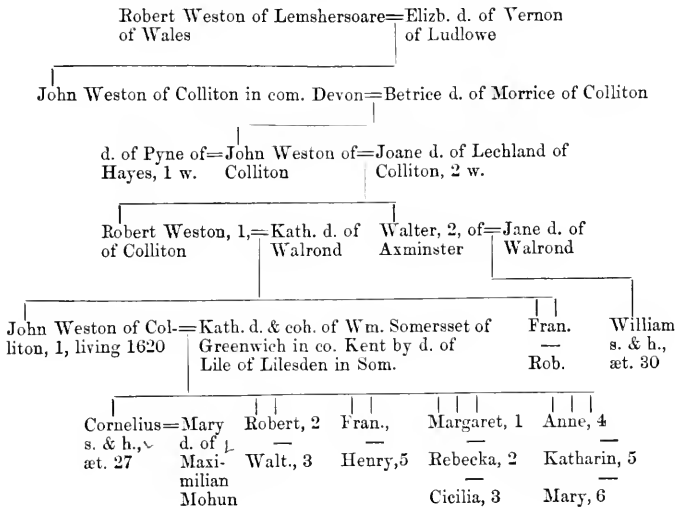 Robert Weston of Lemshersoare=Elizb. d. of Vernon
of Wales of Ludlowe
John Weston of Colliton in com. Devon=Betrice d. of Morrice of Colliton
d. of Pyne of=John Weston of=Joane d. of Lechland of
Hayes, 1 w. Colliton Colliton, 2 w.
Robert Weston, 1,=Kath. d. of Walter, 2, of=Jane d. of
of Colliton Walrond Axminster Walrond
John Weston of Col-=Kath. d. & coh. of Wm. Somersset of Fran. William
liton, 1, living 1620 Greenwich in co. Kent by d. of — s. & h.,
Lile of Lilesden in Som. Rob. æt. 30
Cornelius=Mary Robert, 2 Fran., Margaret, 1 Anne, 4
s. & h., d. of — — — —
æt. 27 Maxi- Walt., 3 Henry,5 Rebecka, 2 Katharin, 5
milian — —
Mohun Cicilia, 3 Mary, 6